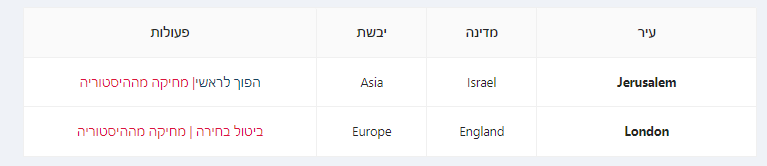 עיר מדינה יבשת פעולות
Jerusalem Israel Asia הפוך לראשי| מחיקה מההיסטוריה
London England Europe ביטול בחירה | מחיקה מההיסטוריה